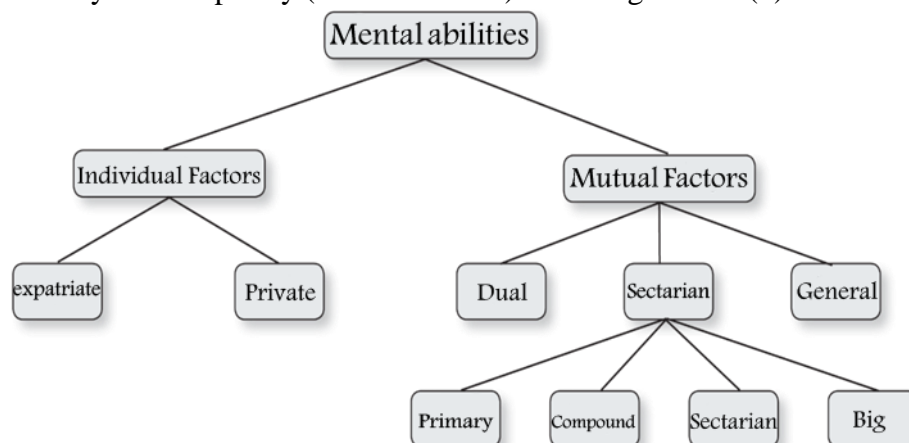 Mental abilities
Individual Factors
Mutual Factors
expatriate
Private
Dual
Sectarian
General
Primary
Compound
Sectarian
Big